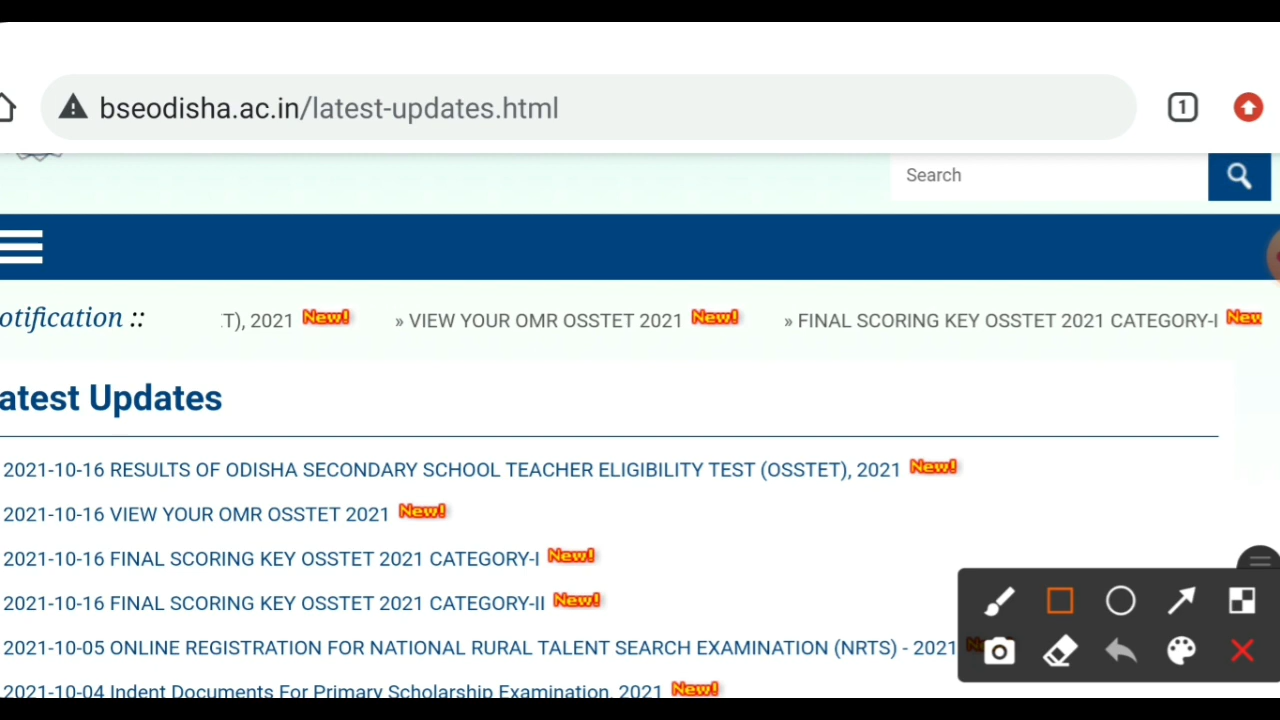 bseodisha.ac.in/latest-updates.html
1
Search
otification ::
T), 2021 New!
» VIEW YOUR OMR OSSTET 2021 New!
» FINAL SCORING KEY OSSTET 2021 CATEGORY-I New
atest Updates
2021-10-16 RESULTS OF ODISHA SECONDARY SCHOOL TEACHER ELIGIBILITY TEST (OSSTET), 2021 New!
2021-10-16 VIEW YOUR OMR OSSTET 2021 New!
2021-10-16 FINAL SCORING KEY OSSTET 2021 CATEGORY-I New!
2021-10-16 FINAL SCORING KEY OSSTET 2021 CATEGORY-II New!
2021-10-05 ONLINE REGISTRATION FOR NATIONAL RURAL TALENT SEARCH EXAMINATION (NRTS) - 2021
2021-10-04 Indent Documents For Primary Scholarship Examination, 2021 New!